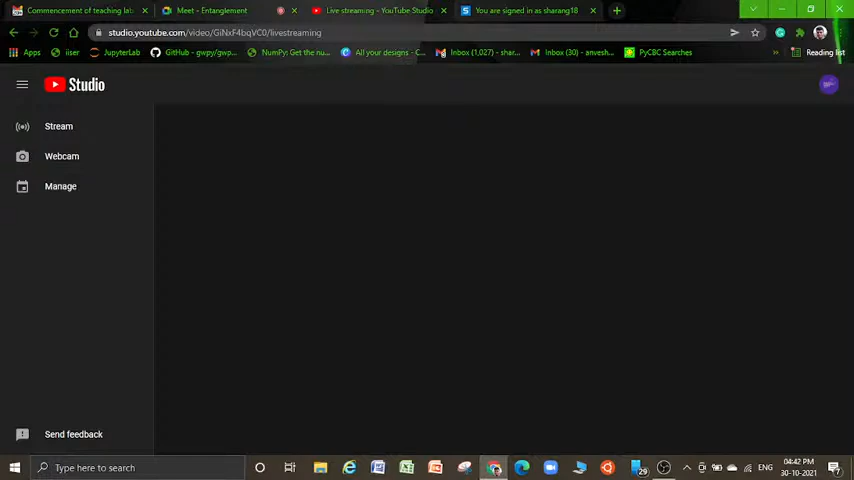 Commencement of teaching lat
Meet - Entanglement
Live streaming - YouTube Studio
You are signed in as sharang18
studio.youtube.com/video/GiNxF4bqVC0/livestreaming
Apps
iiser
JupyterLab
GitHub - gwpy/gwp...
NumPy: Get the nu...
All your designs - C...
Inbox (1,027) - shar...
Inbox (30) - anvesh...
PyCBC Searches
»
Reading list
Studio
Stream
Webcam
Manage
Send feedback
Type here to search
29
ENG
04:42 PM
30-10-2021
7